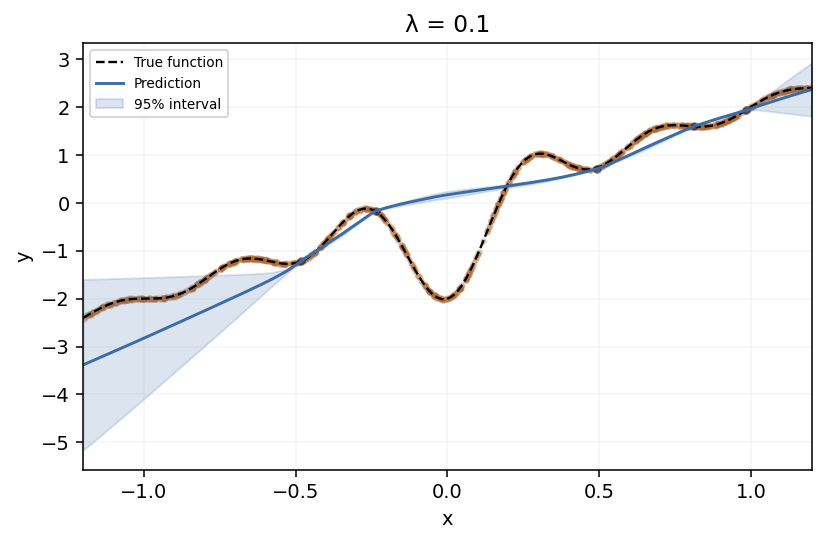 λ = 0.1
True function
Prediction
95% interval
3
2
1
0
−1
−2
−3
−4
−5
y
−1.0 −0.5 0.0 0.5 1.0
x